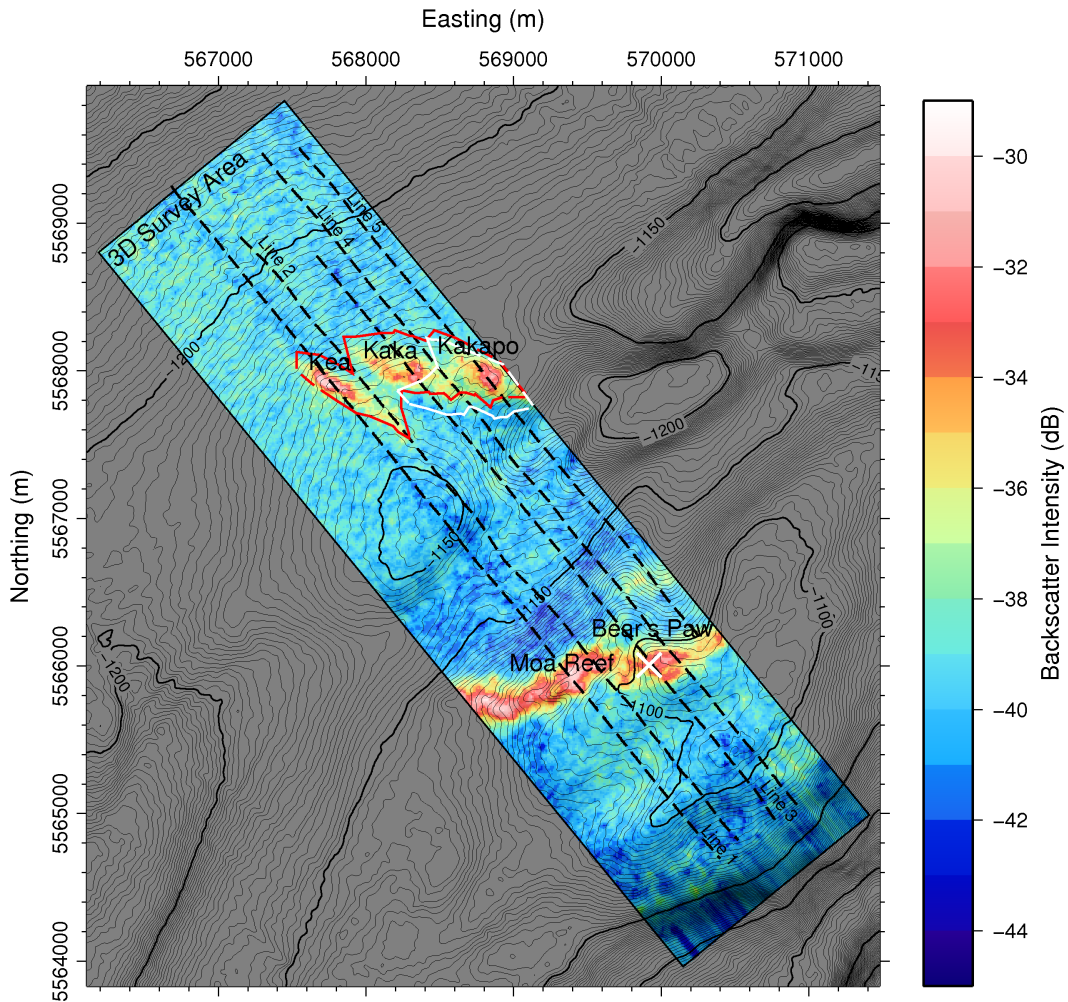 Easting (m)
567000 568000 569000 570000 571000
Northing (m)
5569000
5568000
5567000
5566000
5565000
5564000
3D Survey Area
Line 5
Line 4
Line 2
−1150
−1200
Kea
Kaka
Kakapo
−115
−1200
−1150
−1150
−1100
Bear's Paw
Moa Reef
−1200
−1100
Line 3
Line 1
Backscatter Intensity (dB)
−30
−32
−34
−36
−38
−40
−42
−44